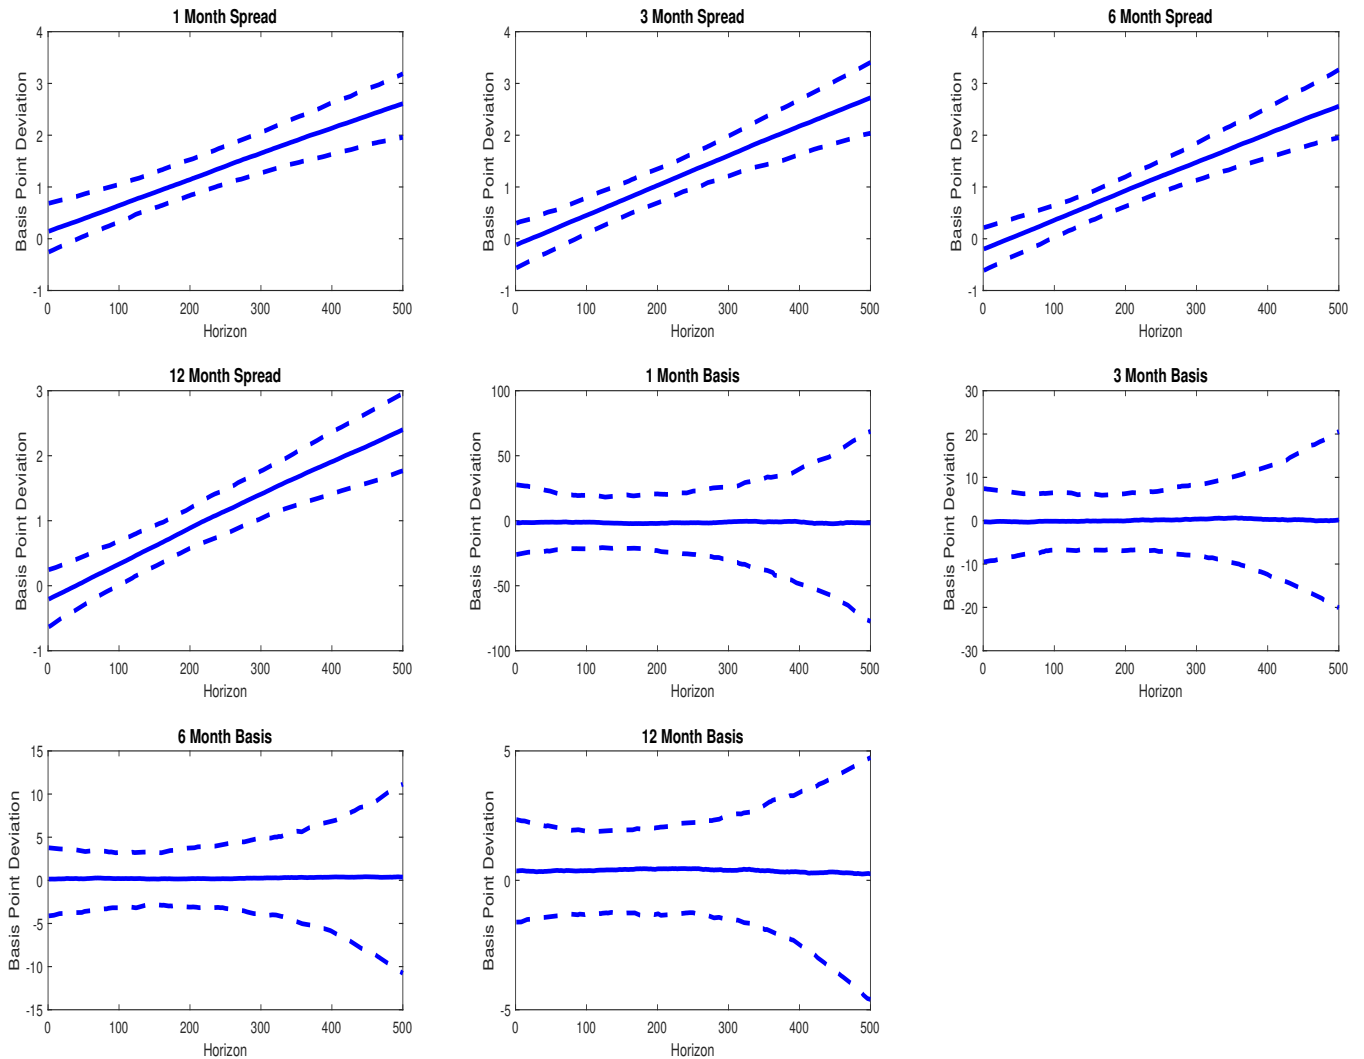 1 Month Spread
Basis Point Deviation
4
3
2
1
0
-1
0 100 200 300 400 500
Horizon
3 Month Spread
Basis Point Deviation
4
3
2
1
0
-1
0 100 200 300 400 500
Horizon
6 Month Spread
Basis Point Deviation
4
3
2
1
0
-1
0 100 200 300 400 500
Horizon
12 Month Spread
Basis Point Deviation
3
2
1
0
-1
0 100 200 300 400 500
Horizon
1 Month Basis
Basis Point Deviation
100
50
0
-50
-100
0 100 200 300 400 500
Horizon
3 Month Basis
Basis Point Deviation
30
20
10
0
-10
-20
-30
0 100 200 300 400 500
Horizon
6 Month Basis
Basis Point Deviation
15
10
5
0
-5
-10
-15
0 100 200 300 400 500
Horizon
12 Month Basis
Basis Point Deviation
5
0
-5
0 100 200 300 400 500
Horizon